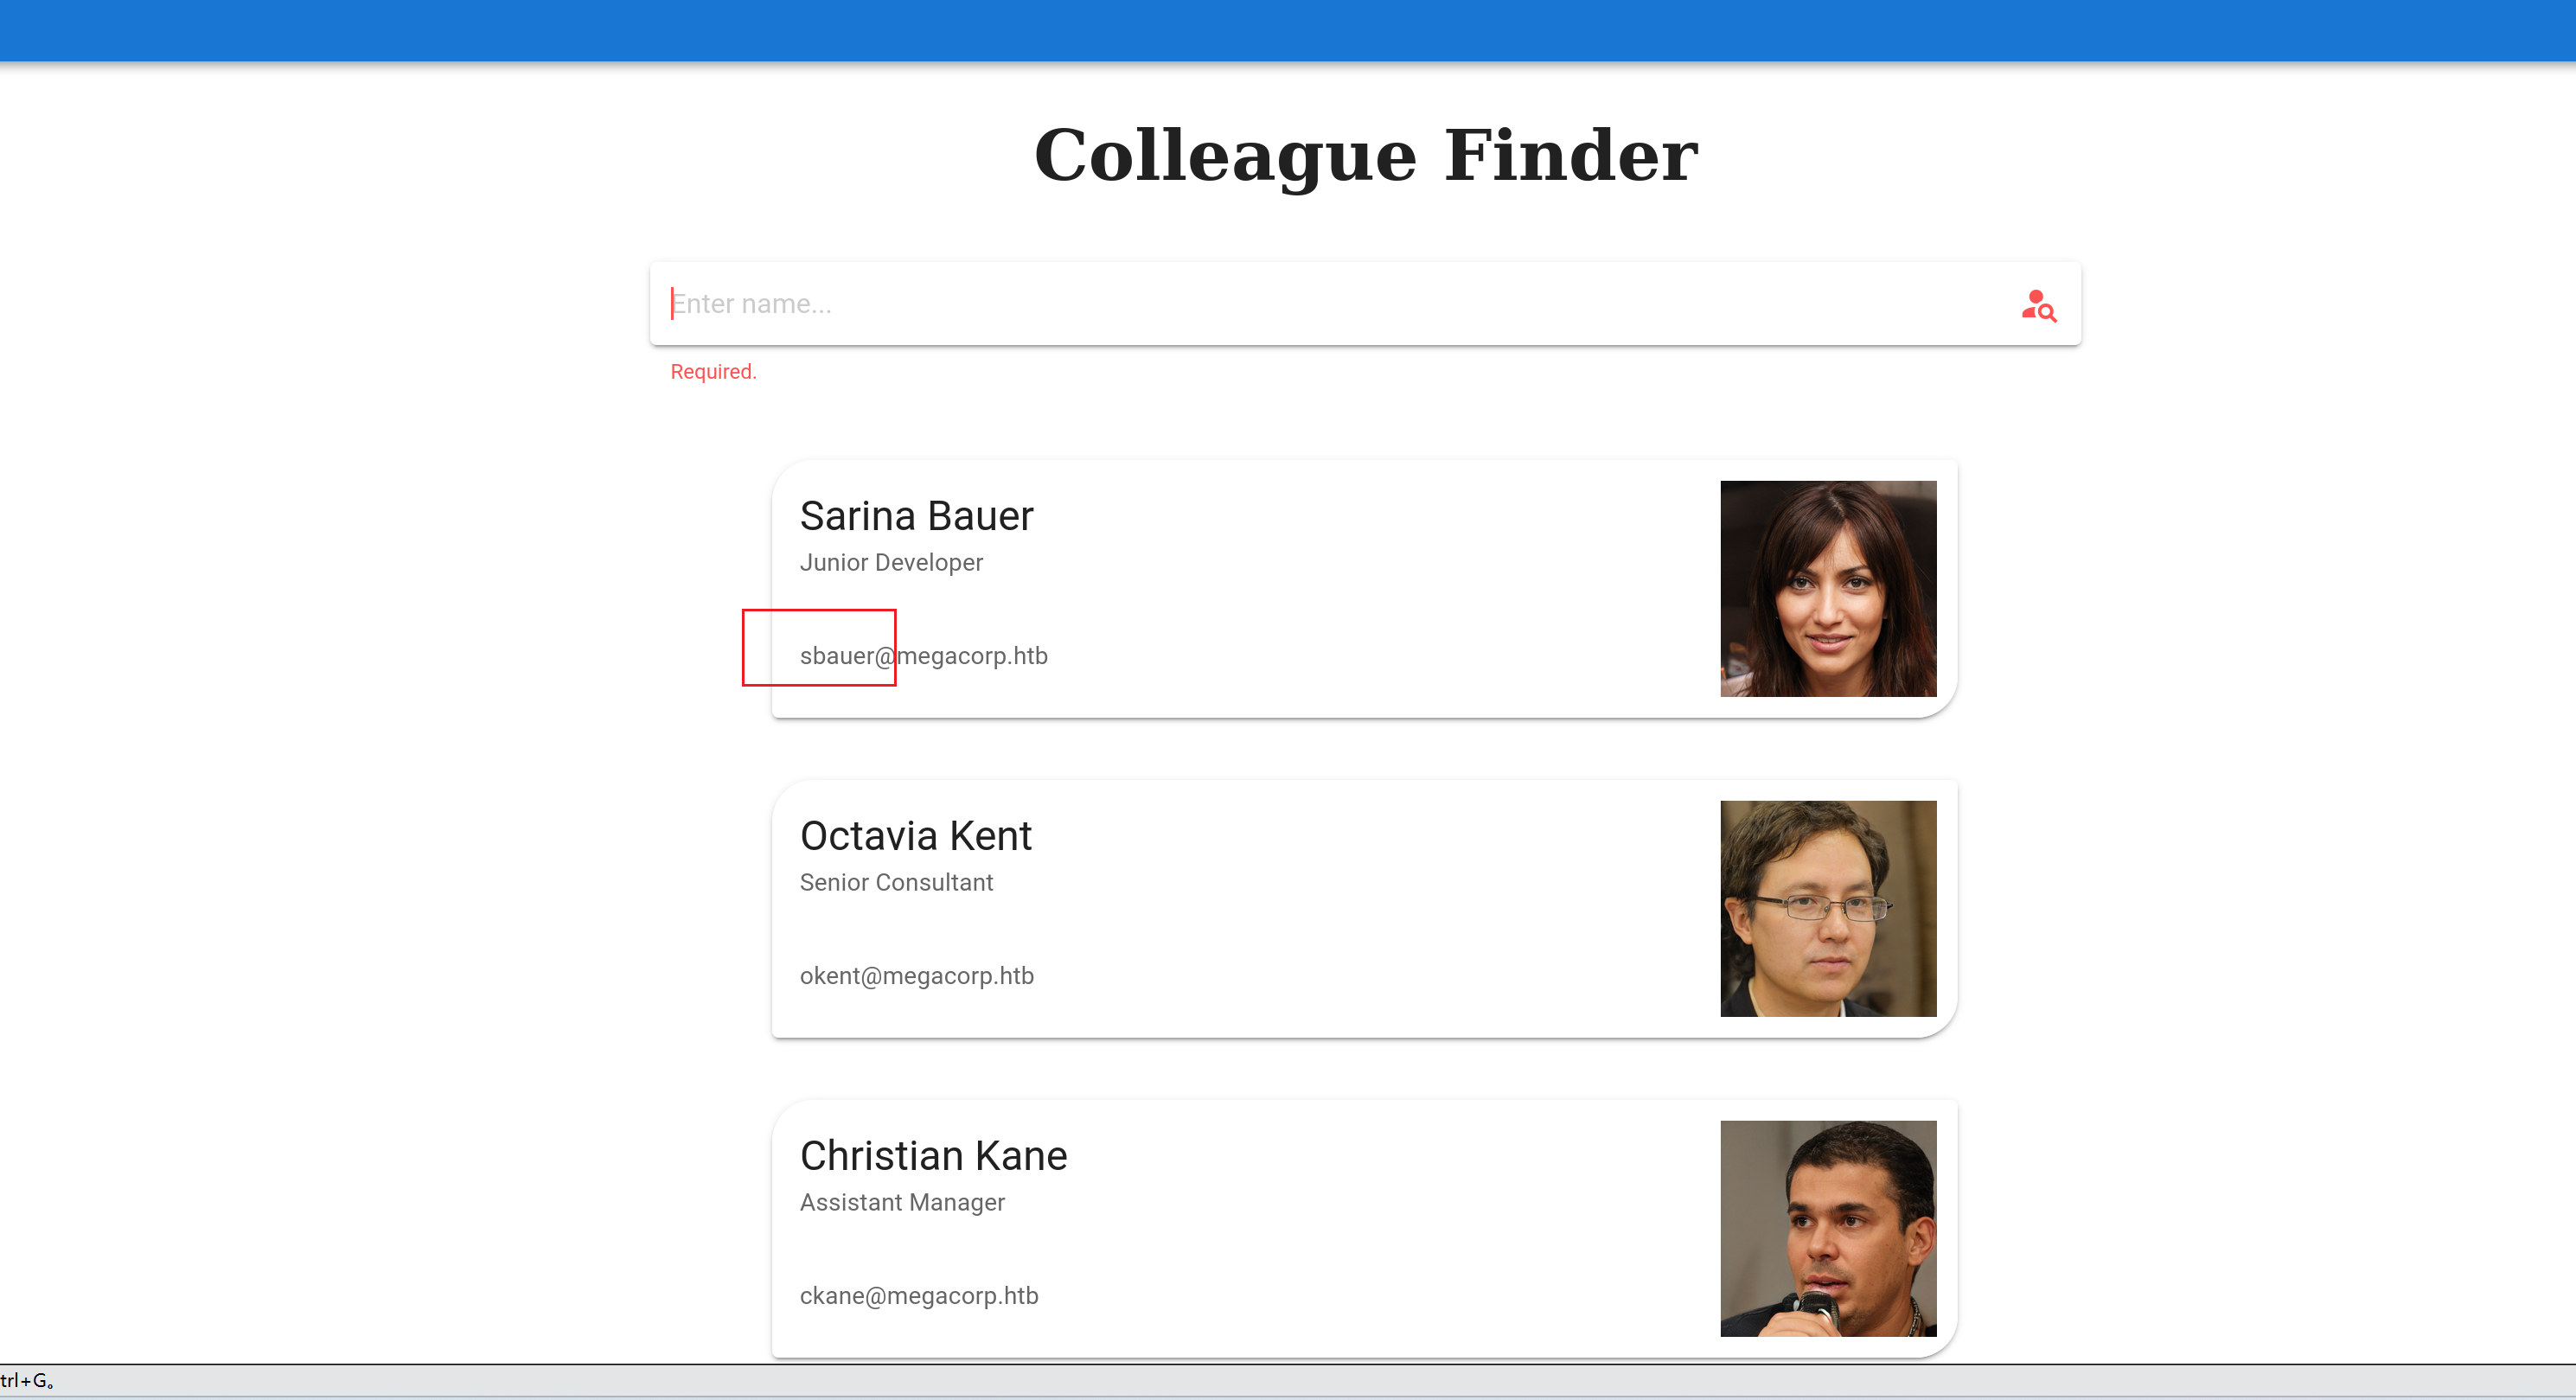 Colleague Finder
Enter name...
Required.
Sarina Bauer
Junior Developer
sbauer@megacorp.htb
Octavia Kent
Senior Consultant
okent@megacorp.htb
Christian Kane
Assistant Manager
ckane@megacorp.htb
trl+G。